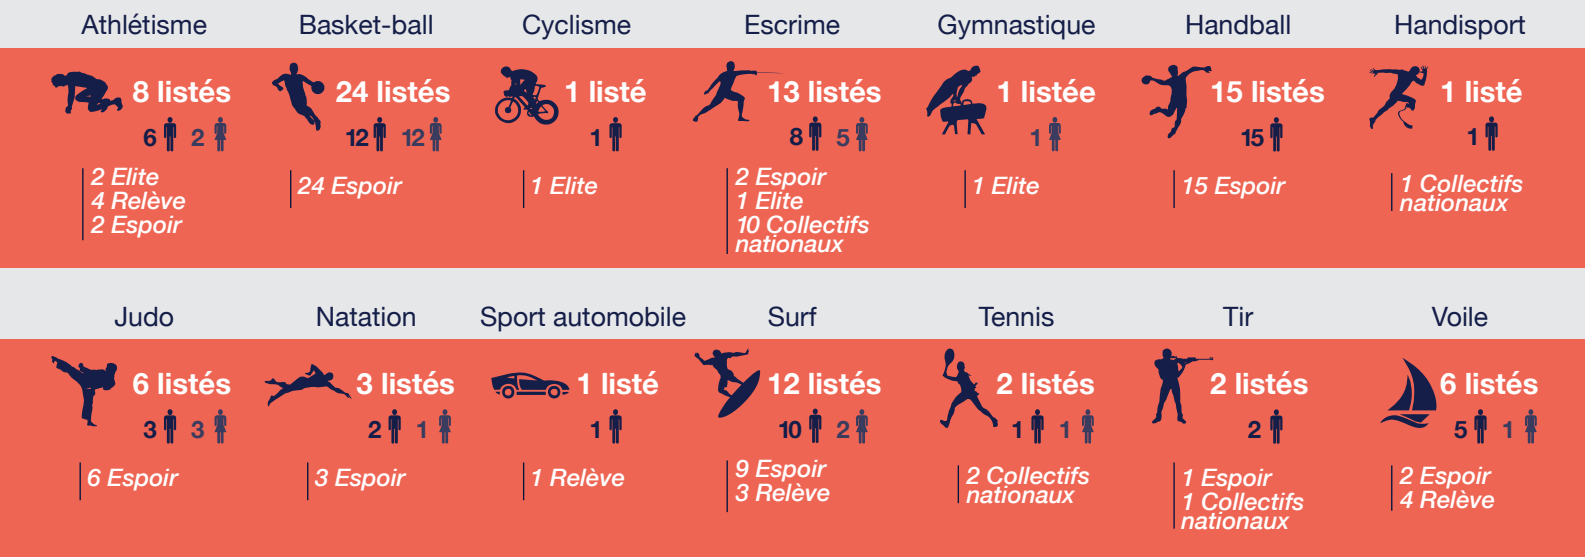 Athlétisme
Basket-ball
Cyclisme
Escrime
Gymnastique
Handball
Handisport
8 listés
6 2
2 Elite
4 Relève
2 Espoir
24 listés
12 12
24 Espoir
1 listé
1
1 Elite
13 listés
8 5
2 Espoir
1 Elite
10 Collectifs
nationaux
1 listée
1
1 Elite
15 listés
15
15 Espoir
1 listé
1
1 Collectifs
nationaux
Judo
Natation
Sport automobile
Surf
Tennis
Tir
Voile
6 listés
3 3
6 Espoir
3 listés
2 1
3 Espoir
1 listé
1
1 Relève
12 listés
10 2
9 Espoir
3 Relève
2 listés
1 1
2 Collectifs
nationaux
2 listés
2
1 Espoir
1 Collectifs
nationaux
6 listés
5 1
2 Espoir
4 Relève